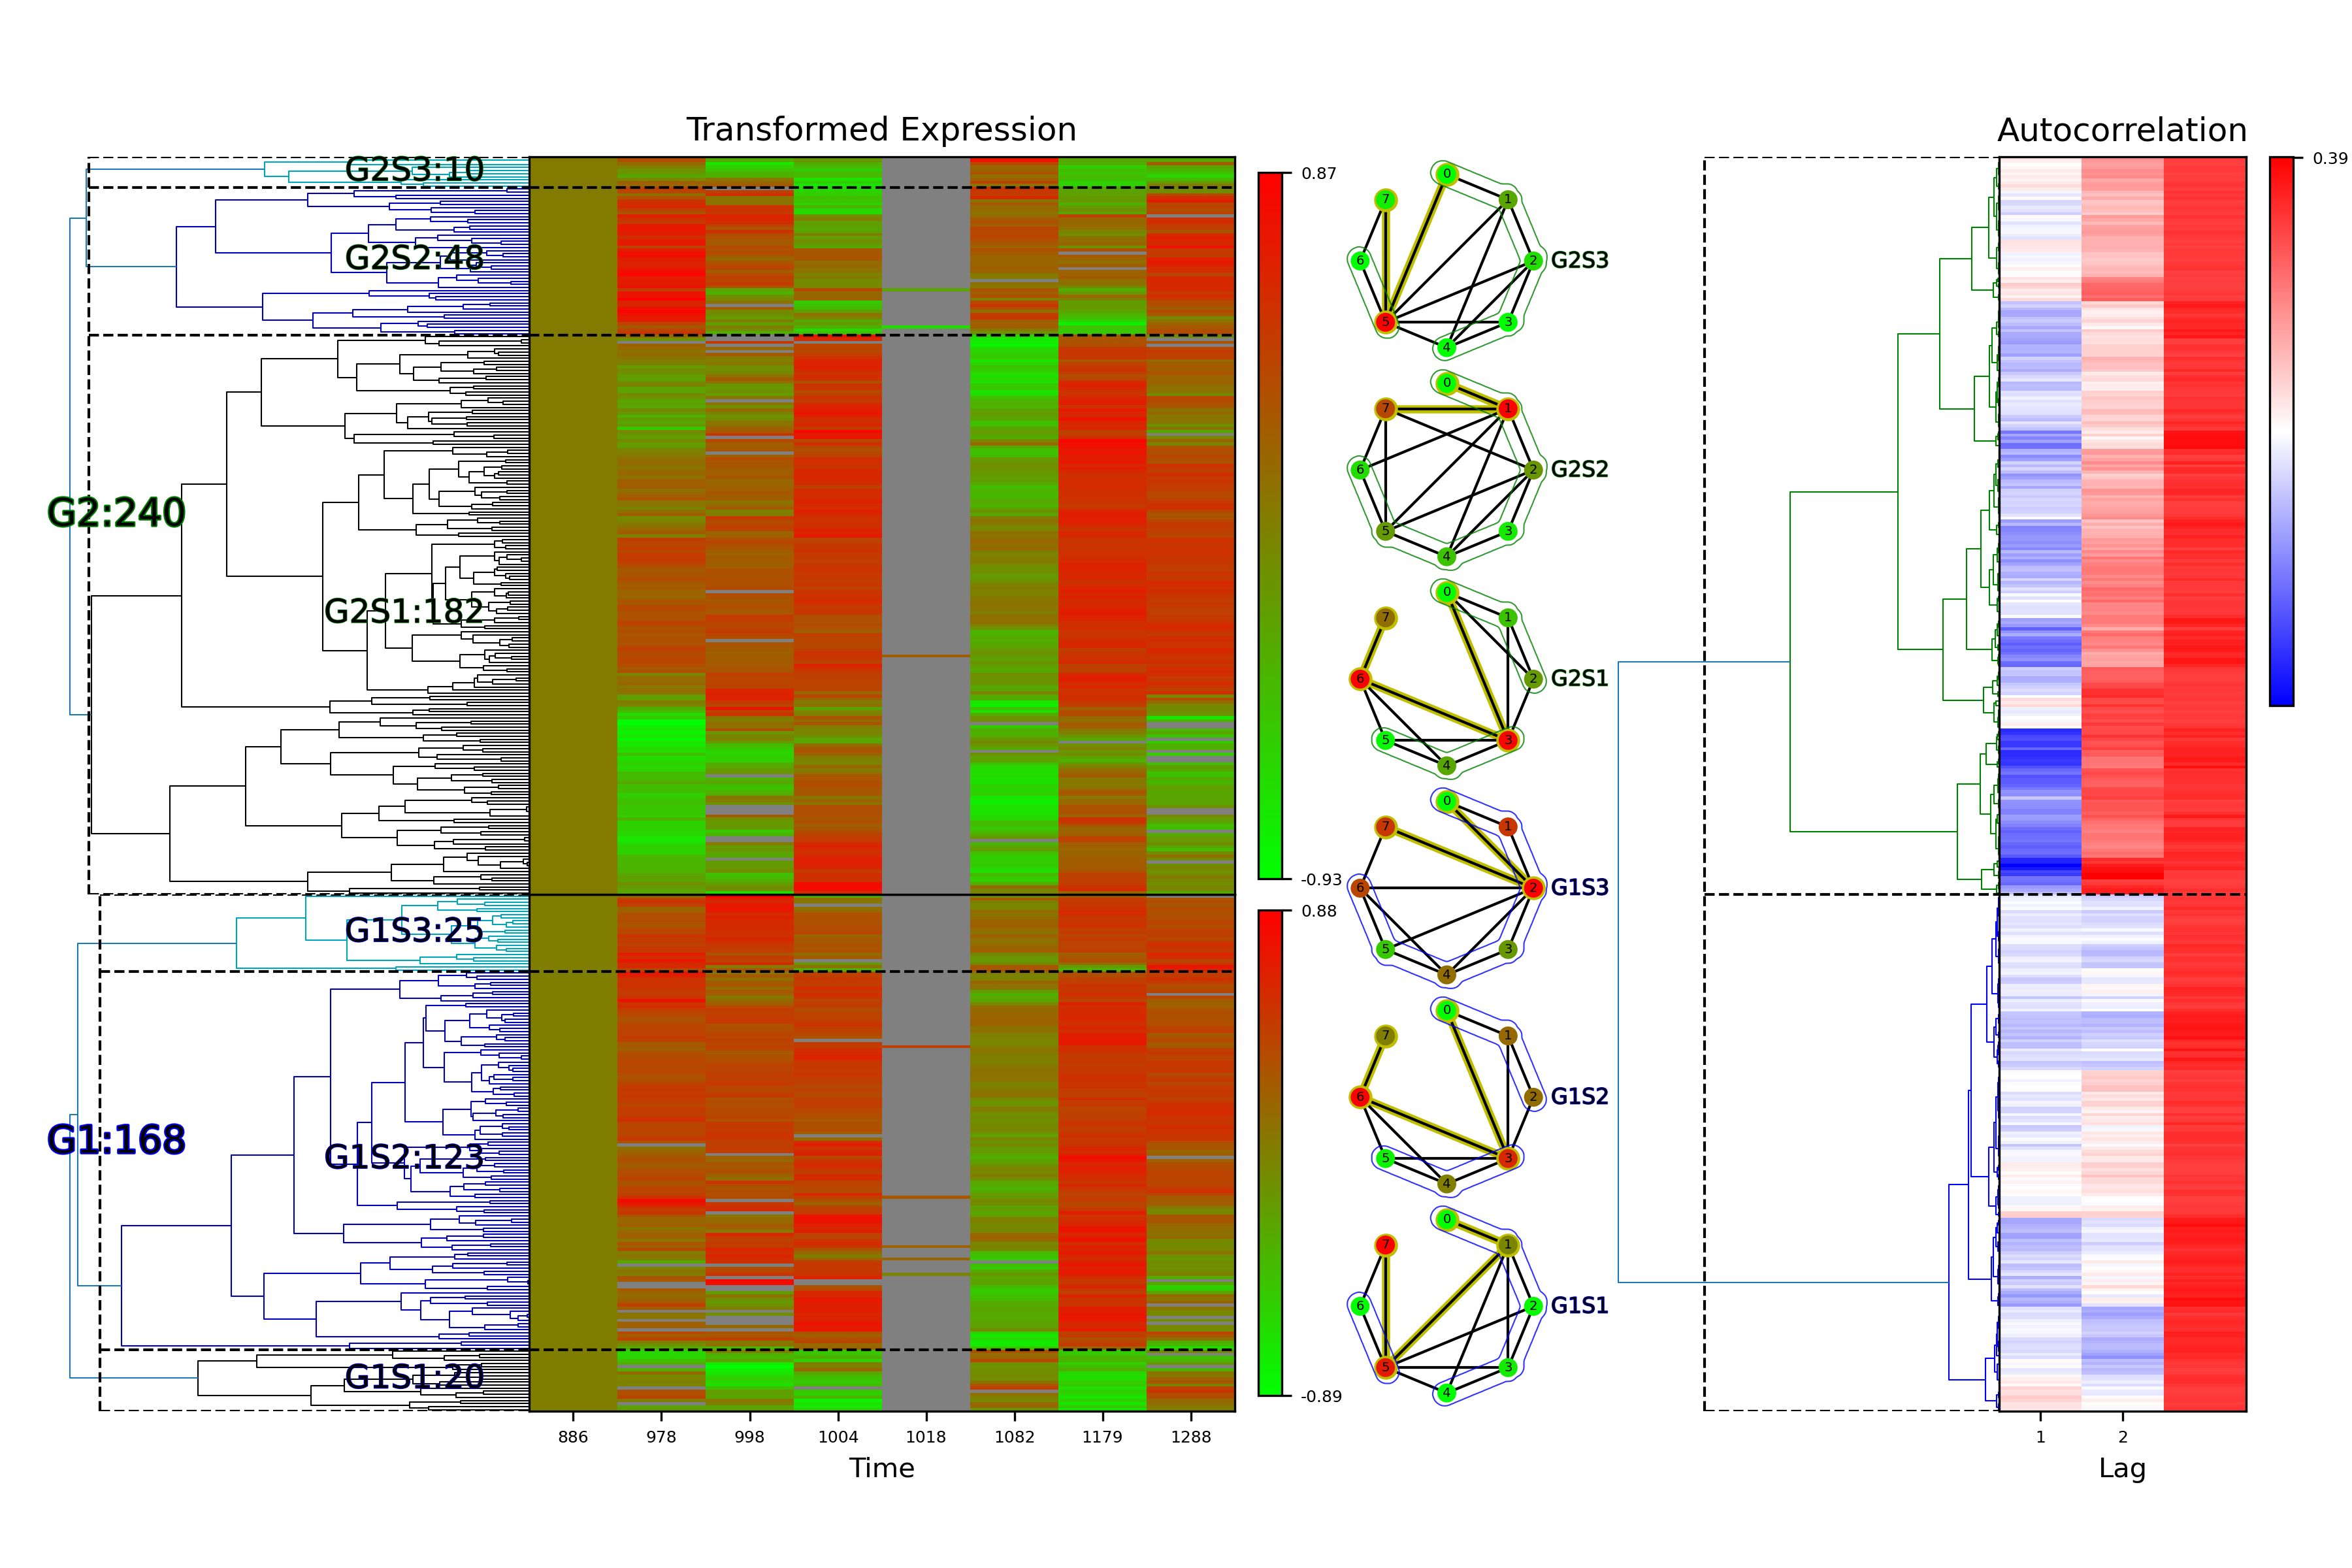 Transformed Expression
Autocorrelation
G2S3:10
G2S2:48
G2:240
G2S1:182
G1S3:25
G1:168
G1S2:123
G1S1:20
886 978 998 1004 1018 1082 1179 1288
Time
0.87
-0.93
0.88
-0.89
0 1 2 3 4 5 6 7 G2S3
0 1 2 3 4 5 6 7 G2S2
0 1 2 3 4 5 6 7 G2S1
0 1 2 3 4 5 6 7 G1S3
0 1 2 3 4 5 6 7 G1S2
0 1 2 3 4 5 6 7 G1S1
0.39
1 2
Lag